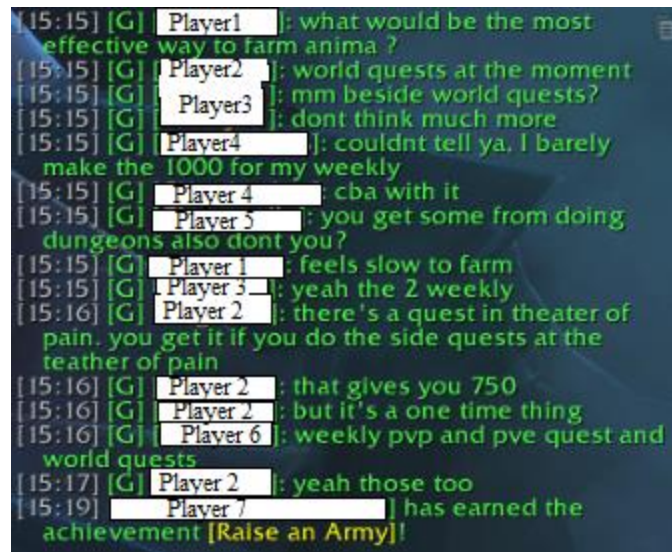 [15:15] [G] [Player1]: what would be the most
effective way to farm anima ?
[15:15] [G] [Player2]: world quests at the moment
[15:15] [G] [Player3]: mm beside world quests?
[15:15] [G] [ ]: dont think much more
[15:15] [G] [Player4]: couldnt tell ya, I barely
make the 1000 for my weekly
[15:15] [G] Player 4 cba with it
[15:15] [G] Player 5: you get some from doing
dungeons also dont you?
[15:15] [G] Player 1: feels slow to farm
[15:15] [G] [Player 3]: yeah the 2 weekly
[15:16] [G] [Player 2]: there's a quest in theater of
pain. you get it if you do the side quests at the
teather of pain
[15:16] [G] [Player 2]: that gives you 750
[15:16] [G] [Player 2]: but it's a one time thing
[15:16] [G] [Player 6]: weekly pvp and pve quest and
world quests
[15:17] [G] [Player 2]: yeah those too
[15:19] Player 7] has earned the
achievement [Raise an Army]!